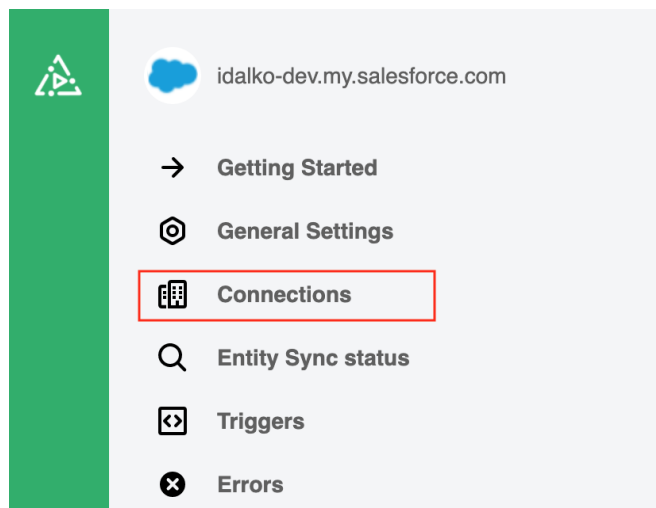 idalko-dev.my.salesforce.com
Getting Started
General Settings
Connections
Entity Sync status
Triggers
Errors